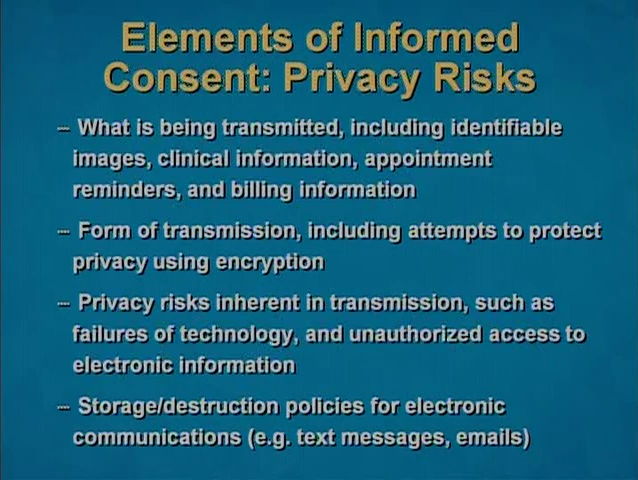 Elements of Informed
Consent: Privacy Risks
– What is being transmitted, including identifiable
images, clinical information, appointment
reminders, and billing information
– Form of transmission, including attempts to protect
privacy using encryption
– Privacy risks inherent in transmission, such as
failures of technology, and unauthorized access to
electronic information
– Storage/destruction policies for electronic
communications (e.g. text messages, emails)